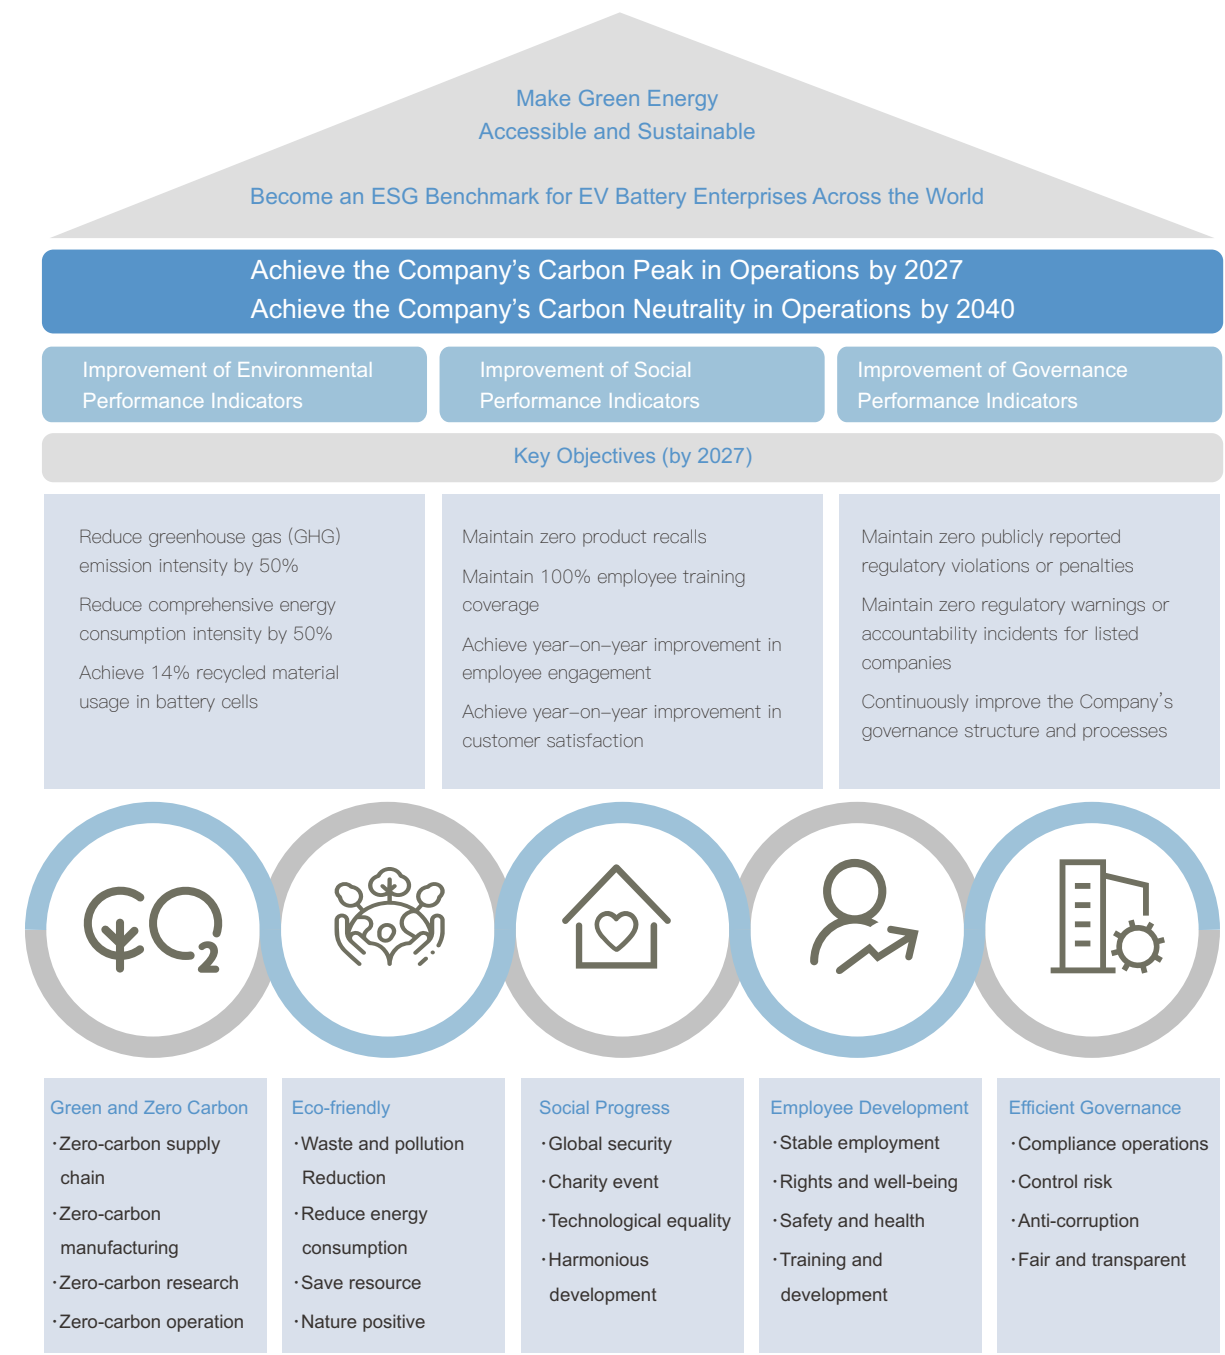 Make Green Energy
Accessible and Sustainable
Become an ESG Benchmark for EV Battery Enterprises Across the World
Achieve the Company's Carbon Peak in Operations by 2027
Achieve the Company's Carbon Neutrality in Operations by 2040
Improvement of Environmental
Performance Indicators
Improvement of Social
Performance Indicators
Improvement of Governance
Performance Indicators
Key Objectives (by 2027)
Reduce greenhouse gas (GHG)
emission intensity by 50%
Reduce comprehensive energy
consumption intensity by 50%
Achieve 14% recycled material
usage in battery cells
Maintain zero product recalls
Maintain 100% employee training
coverage
Achieve year-on-year improvement in
employee engagement
Achieve year-on-year improvement in
customer satisfaction
Maintain zero publicly reported
regulatory violations or penalties
Maintain zero regulatory warnings or
accountability incidents for listed
companies
Continuously improve the Company's
governance structure and processes
CO2
Green and Zero Carbon
·Zero-carbon supply
chain
·Zero-carbon
manufacturing
·Zero-carbon research
·Zero-carbon operation
Eco-friendly
·Waste and pollution
Reduction
·Reduce energy
consumption
·Save resource
·Nature positive
Social Progress
·Global security
·Charity event
·Technological equality
·Harmonious
development
Employee Development
·Stable employment
·Rights and well-being
·Safety and health
·Training and
development
Efficient Governance
·Compliance operations
·Control risk
·Anti-corruption
·Fair and transparent